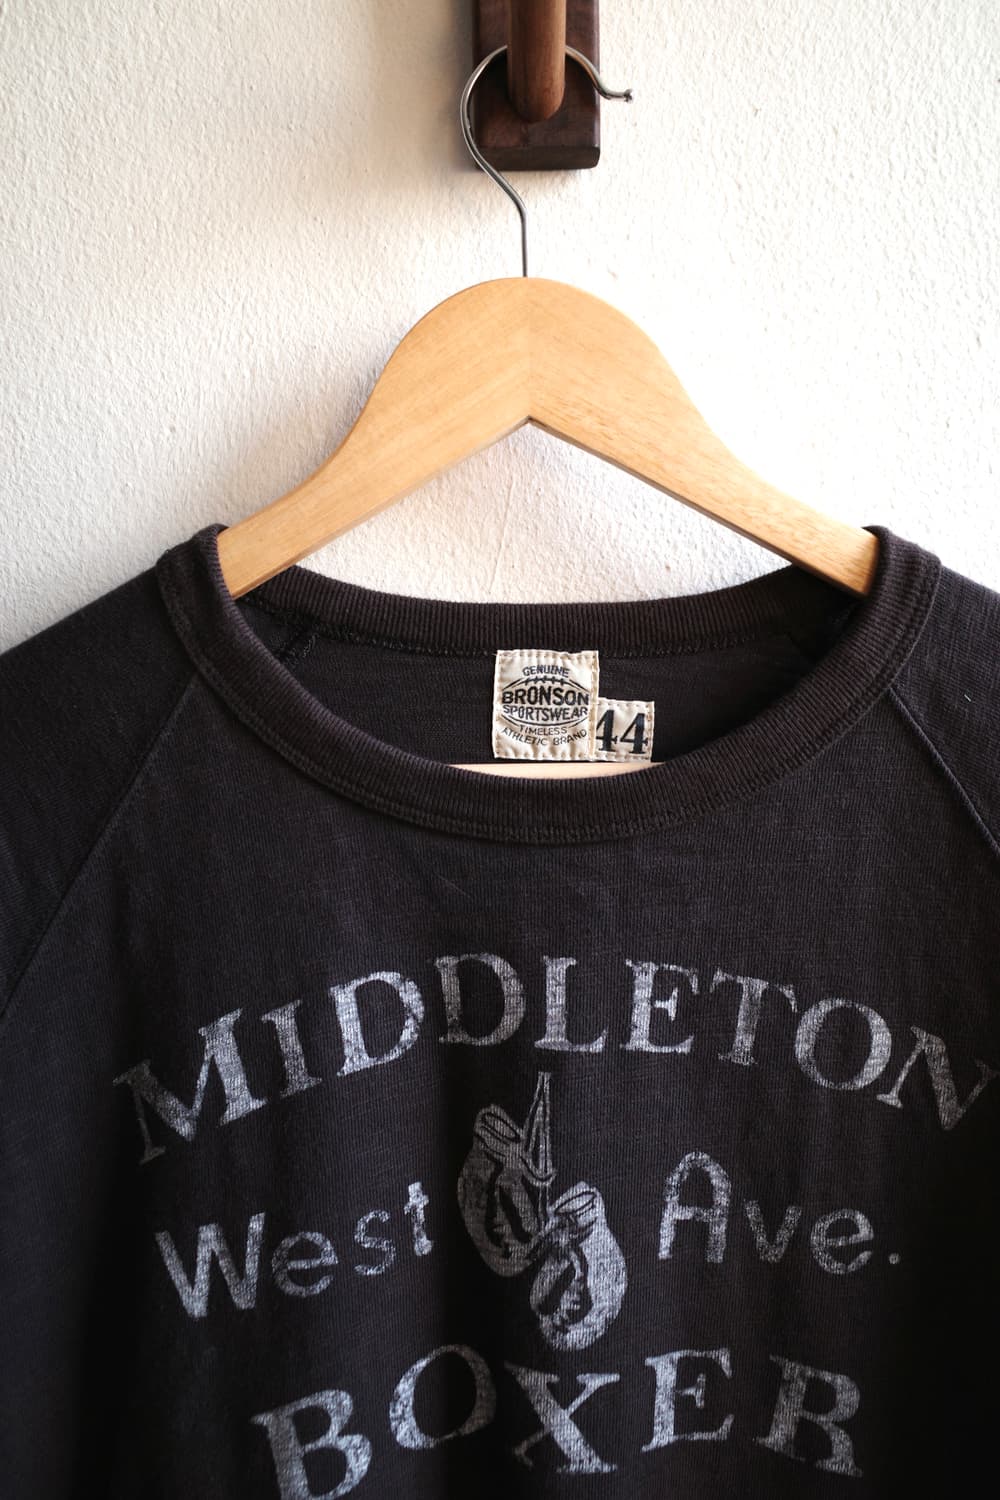 GENUINE
BRONSON
SPORTSWEAR
TIMELESS
ATHLETIC BRAND
44
MIDDLETON
West Ave.
BOXER